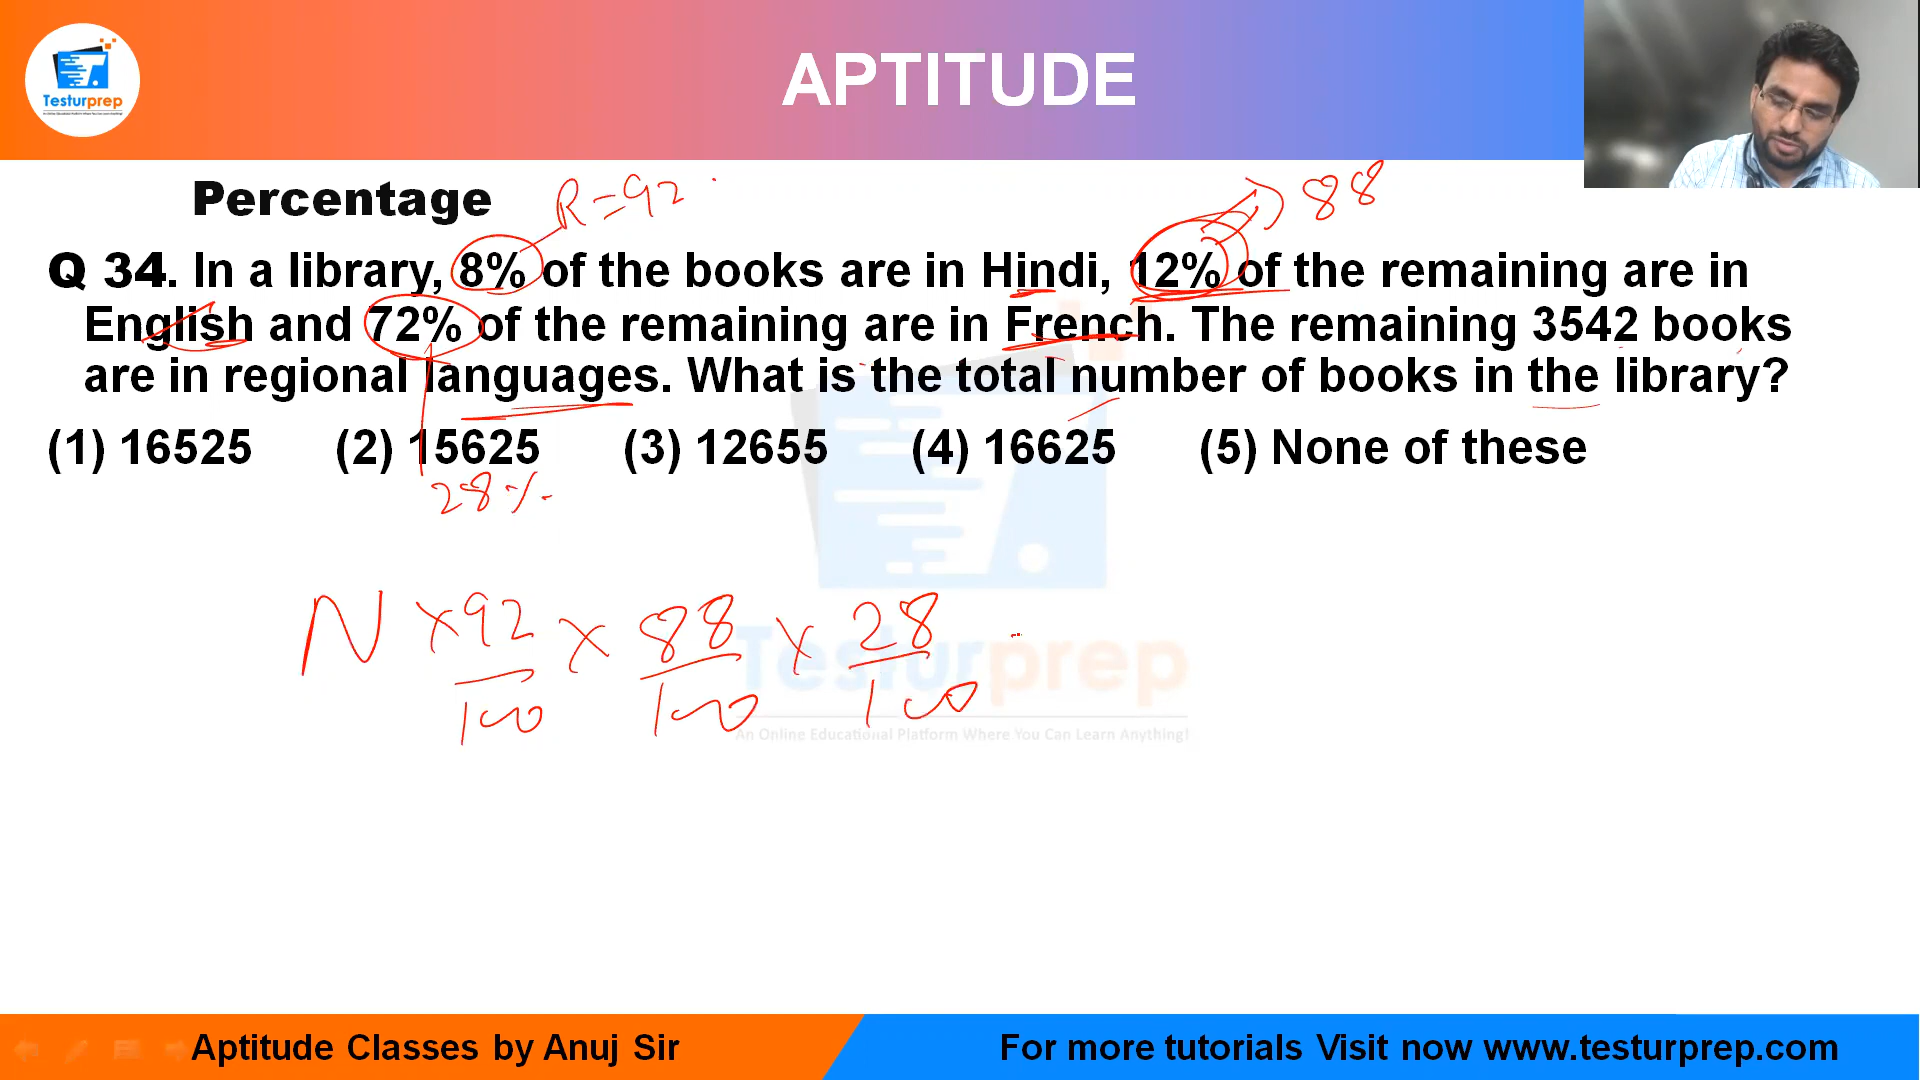 APTITUDE
Testurprep
Percentage
R=92
88
Q 34. In a library, 8% of the books are in Hindi, 12% of the remaining are in
English and 72% of the remaining are in French. The remaining 3542 books
are in regional languages. What is the total number of books in the library?
(1) 16525 (2) 15625 (3) 12655 (4) 16625 (5) None of these
28%
N × 92/100 × 88/100 × 28/100
Testurprep
An Online Educational Platform Where You Can Learn Anything!
Aptitude Classes by Anuj Sir
For more tutorials Visit now www.testurprep.com